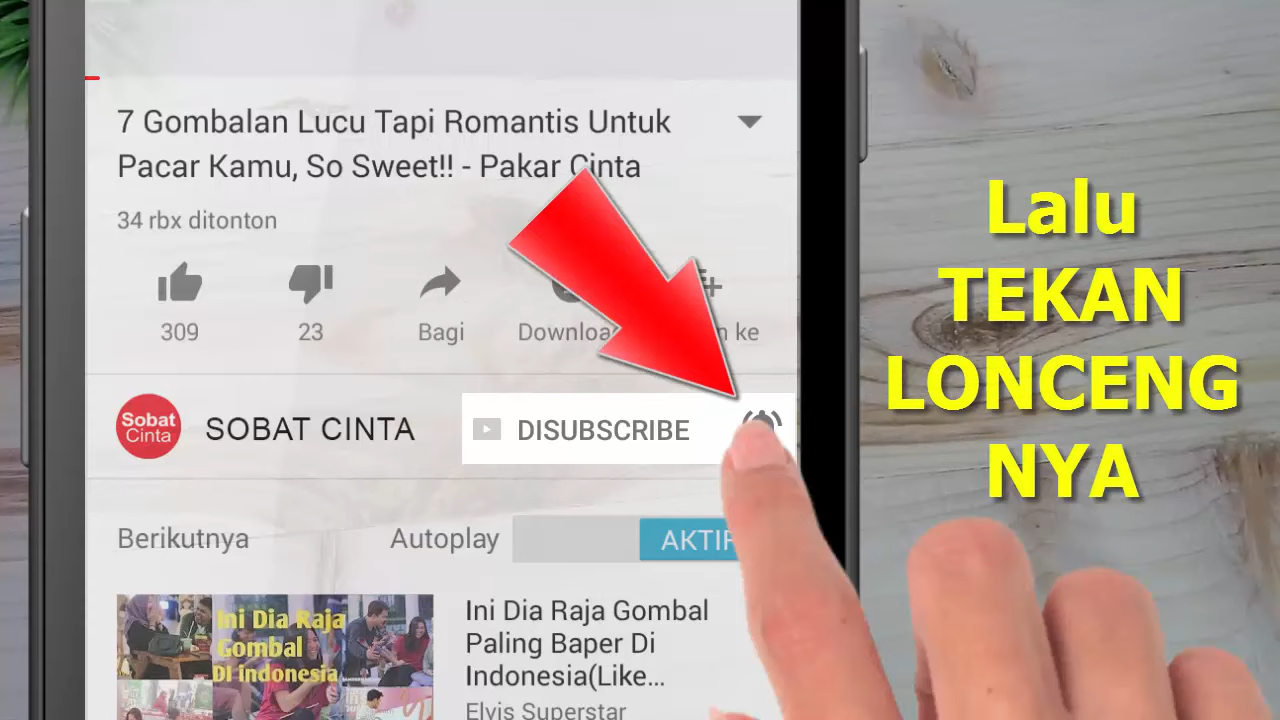 7 Gombalan Lucu Tapi Romantis Untuk
Pacar Kamu, So Sweet!! - Pakar Cinta
34 rbx ditonton
309
23
Bagi
ke
Sobat
Cinta
SOBAT CINTA
DISUBSCRIBE
Berikutnya
Autoplay
Ini Dia Raja
Gombal
DI indonesia
Ini Dia Raja Gombal
Paling Baper Di
Indonesia(Like...
Elvis Superstar
Lalu
TEKAN
LONCENG
NYA